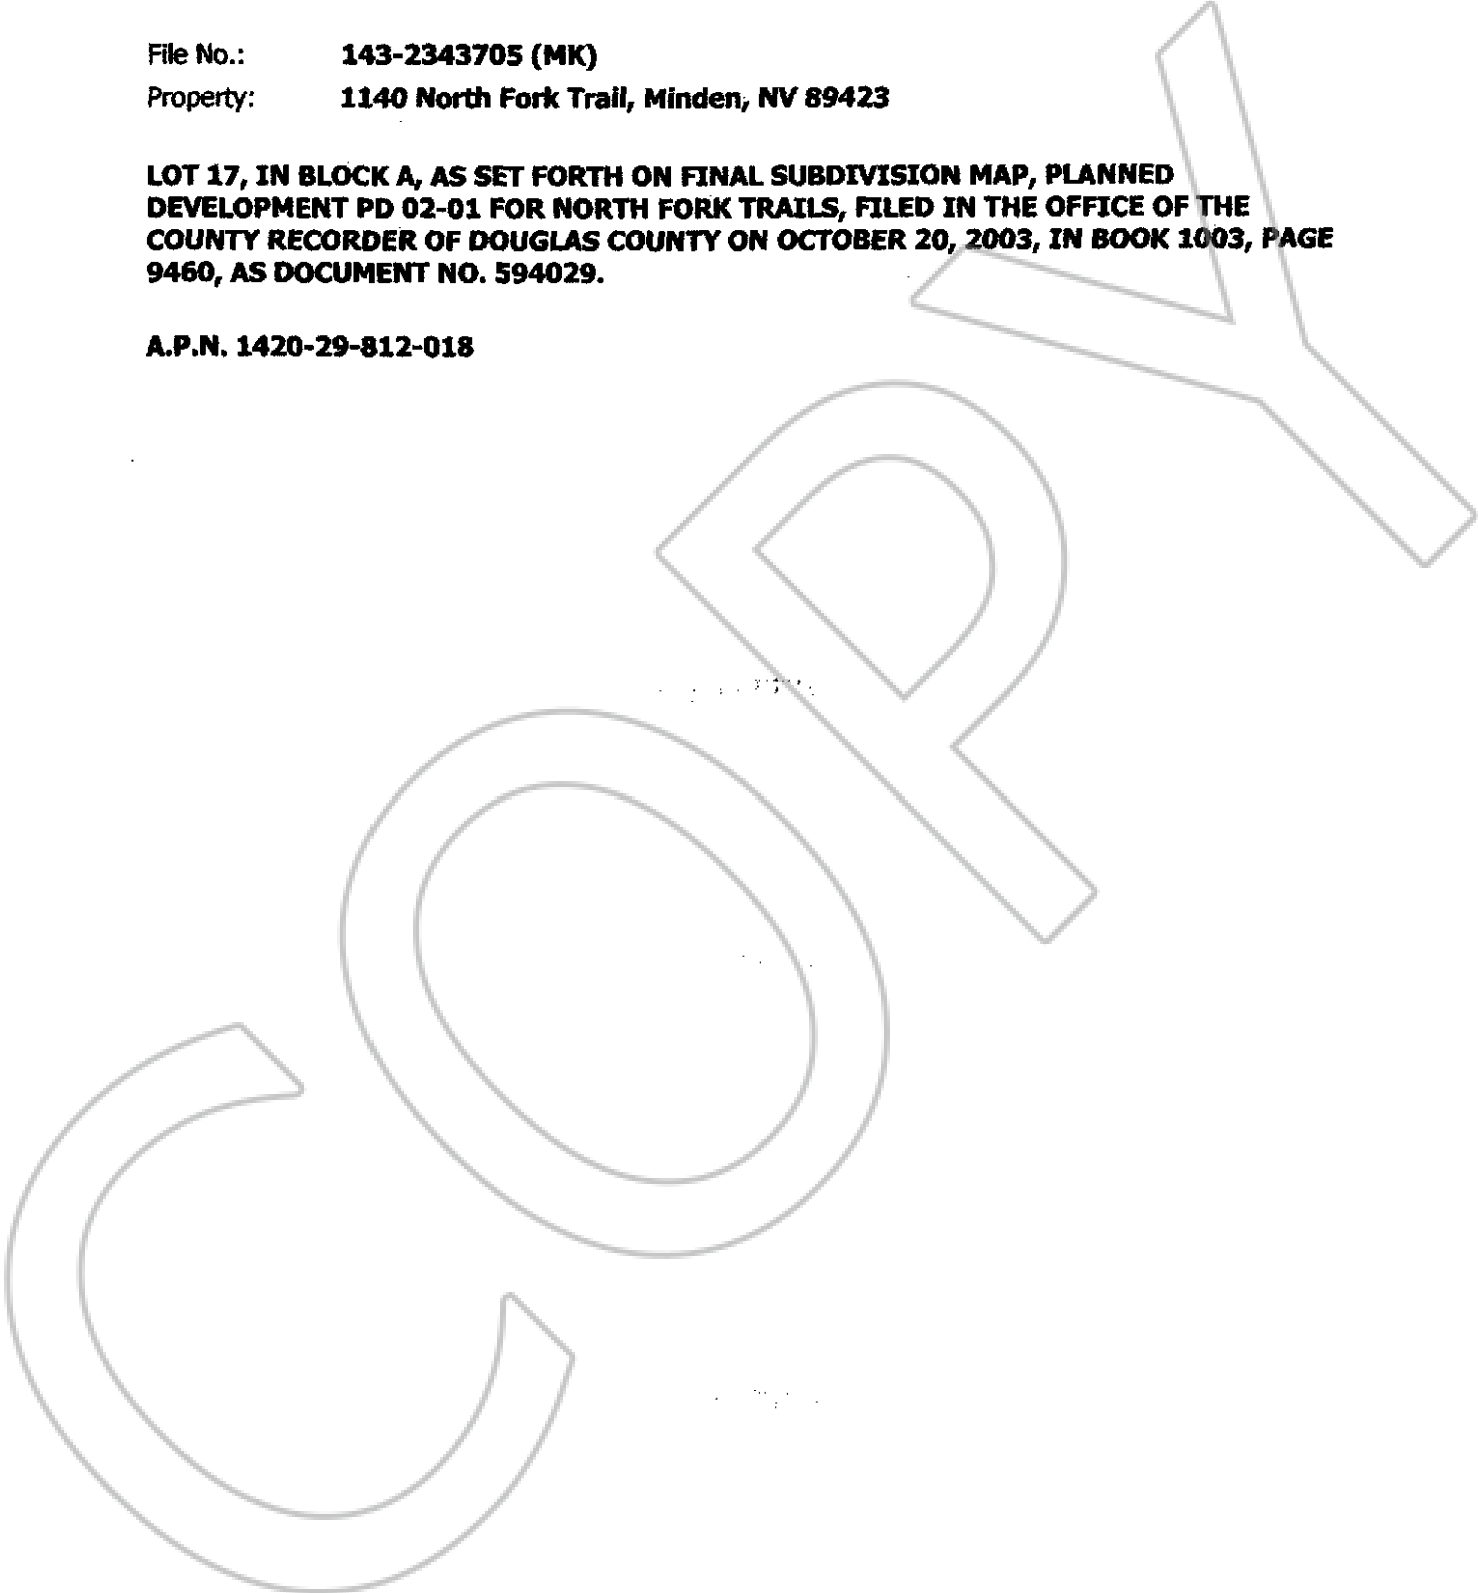 File No.: 143-2343705 (MK)
Property: 1140 North Fork Trail, Minden, NV 89423
LOT 17, IN BLOCK A, AS SET FORTH ON FINAL SUBDIVISION MAP, PLANNED
DEVELOPMENT PD 02-01 FOR NORTH FORK TRAILS, FILED IN THE OFFICE OF THE
COUNTY RECORDER OF DOUGLAS COUNTY ON OCTOBER 20, 2003, IN BOOK 1003, PAGE
9460, AS DOCUMENT NO. 594029.
A.P.N. 1420-29-812-018
COPY